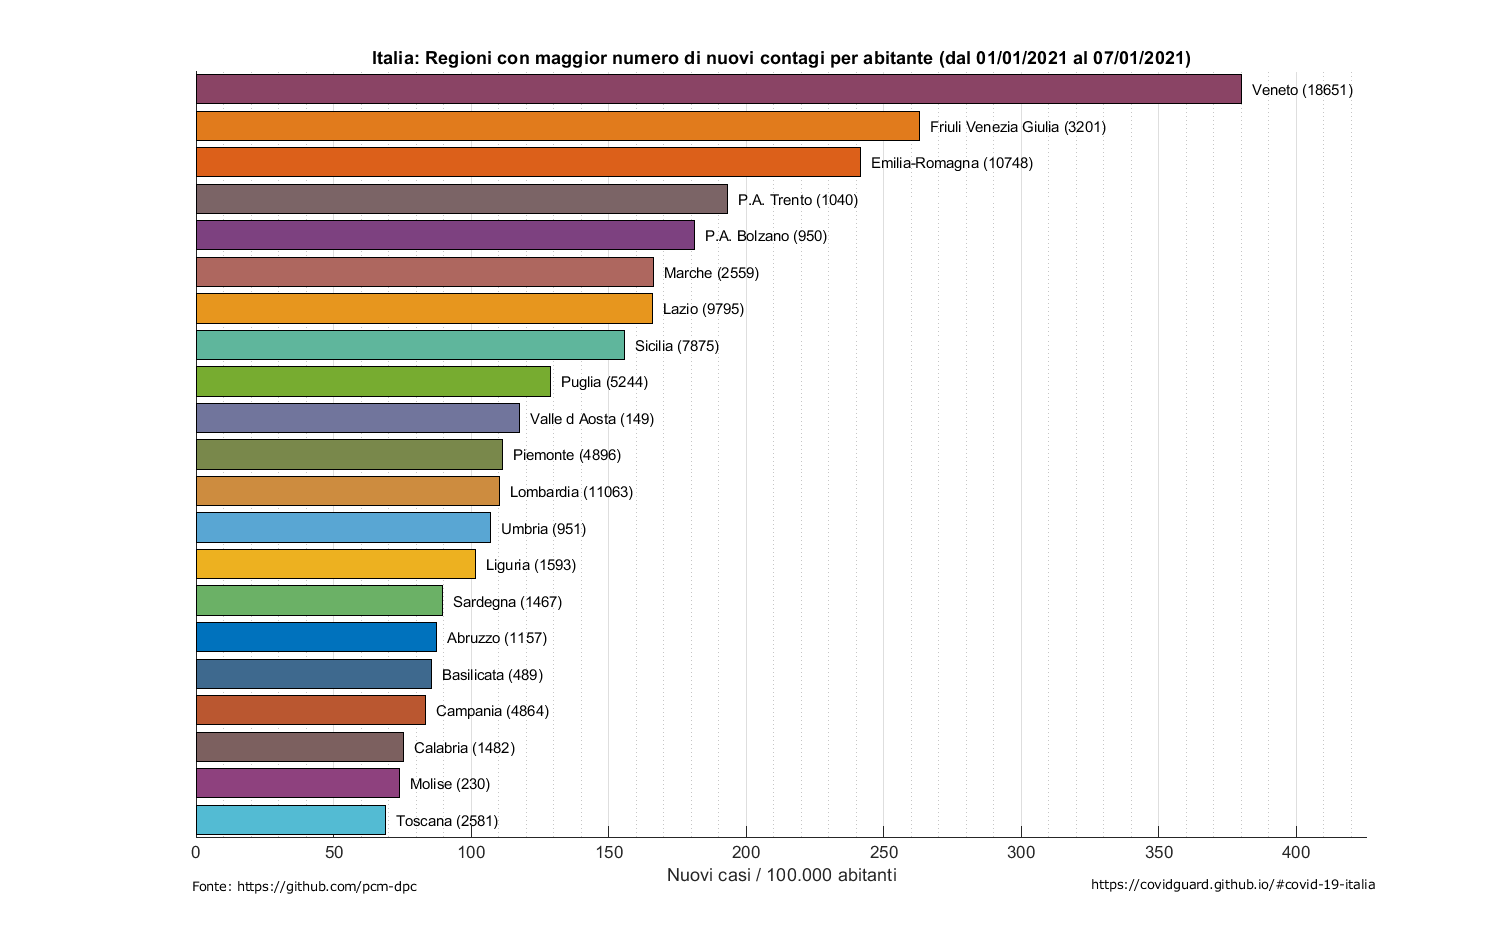 Italia: Regioni con maggior numero di nuovi contagi per abitante (dal 01/01/2021 al 07/01/2021)
Veneto (18651)
Friuli Venezia Giulia (3201)
Emilia-Romagna (10748)
P.A. Trento (1040)
P.A. Bolzano (950)
Marche (2559)
Lazio (9795)
Sicilia (7875)
Puglia (5244)
Valle d Aosta (149)
Piemonte (4896)
Lombardia (11063)
Umbria (951)
Liguria (1593)
Sardegna (1467)
Abruzzo (1157)
Basilicata (489)
Campania (4864)
Calabria (1482)
Molise (230)
Toscana (2581)
0 50 100 150 200 250 300 350 400
Nuovi casi / 100.000 abitanti
Fonte: https://github.com/pcm-dpc
https://covidguard.github.io/#covid-19-italia